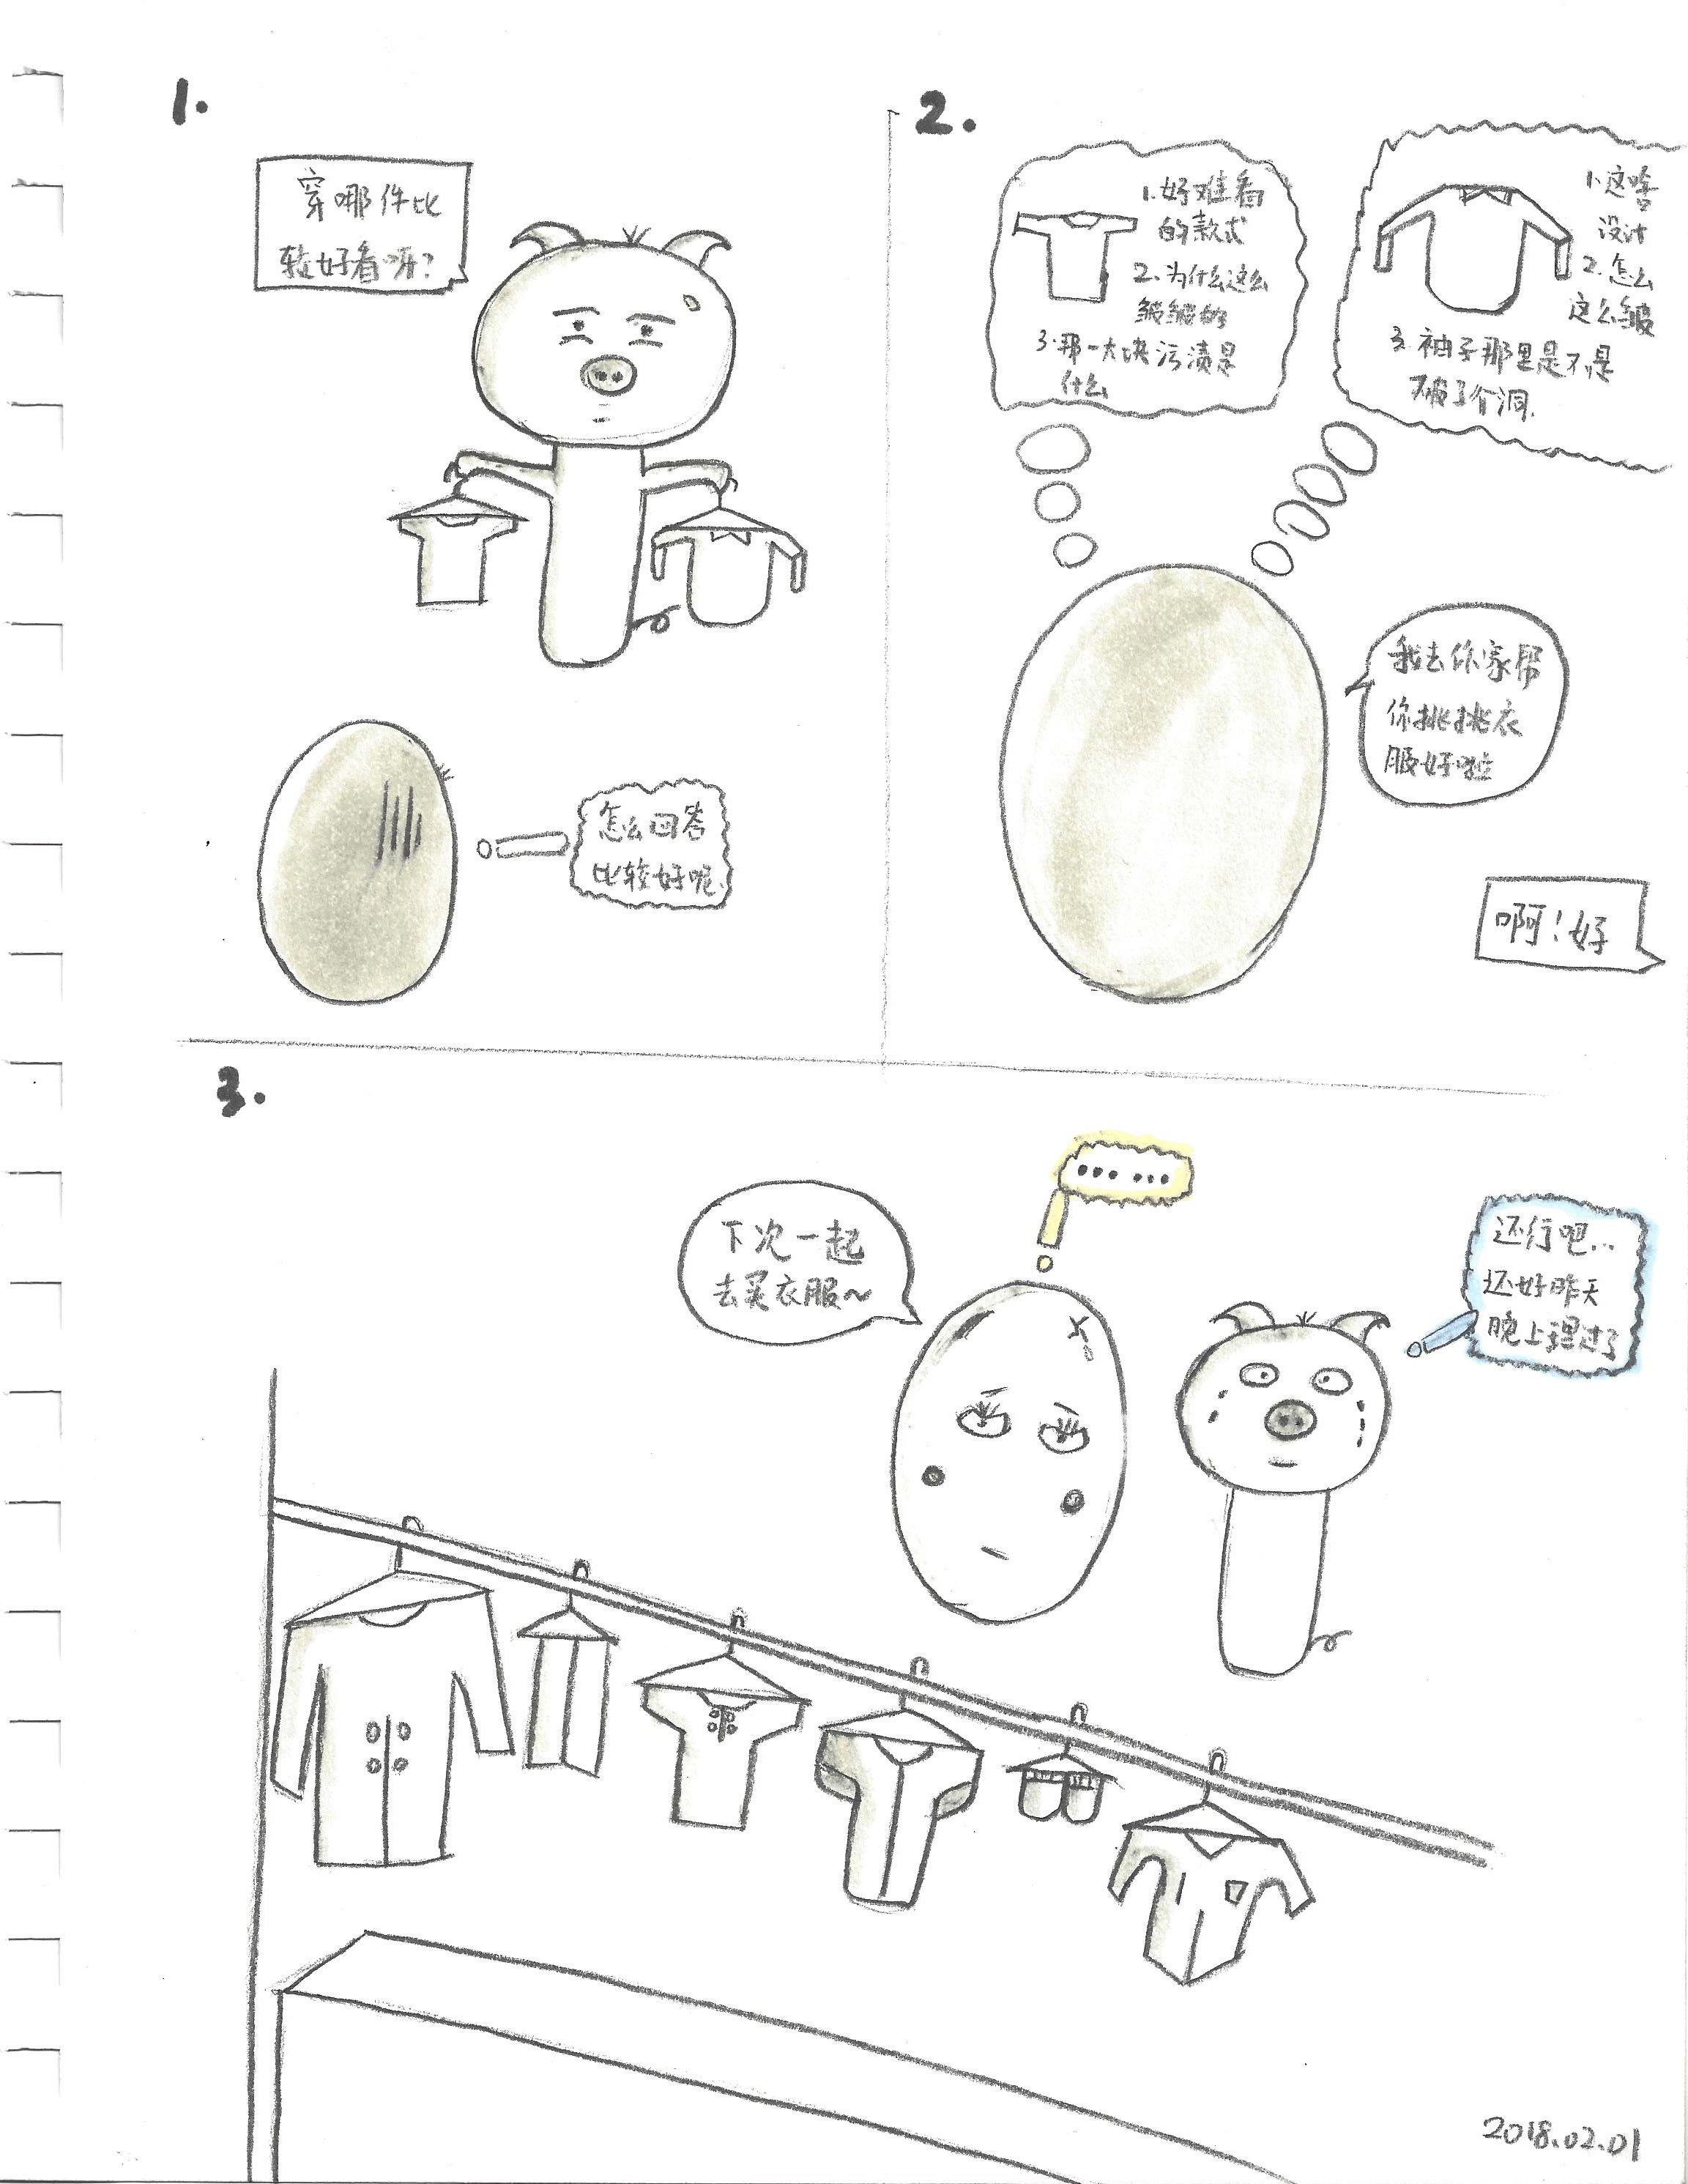 1.
穿哪件比
较好看呀?
怎么回答
比较好呢
2.
1.好难看
的款式
2.为什么这么
皱皱的
3.那一大块污渍是
什么
1.这啥
设计
2.怎么
这么皱
3.袖子那里是不是
破了个洞.
我去你家帮
你挑挑衣
服好啦
啊!好
3.
下次一起
去买衣服~
... ...
还行吧...
还好昨天
晚上理过了
2018.02.01